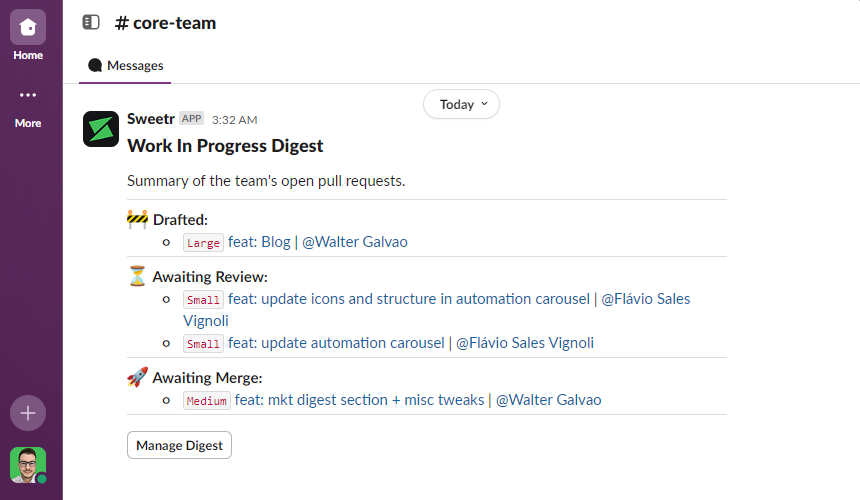 # core-team
Home
Messages
More
Today
Sweetr APP 3:32 AM
Work In Progress Digest
Summary of the team's open pull requests.
Drafted:
Large feat: Blog | @Walter Galvao
Awaiting Review:
Small feat: update icons and structure in automation carousel | @Flávio Sales
Vignoli
Small feat: update automation carousel | @Flávio Sales Vignoli
Awaiting Merge:
Medium feat: mkt digest section + misc tweaks | @Walter Galvao
Manage Digest